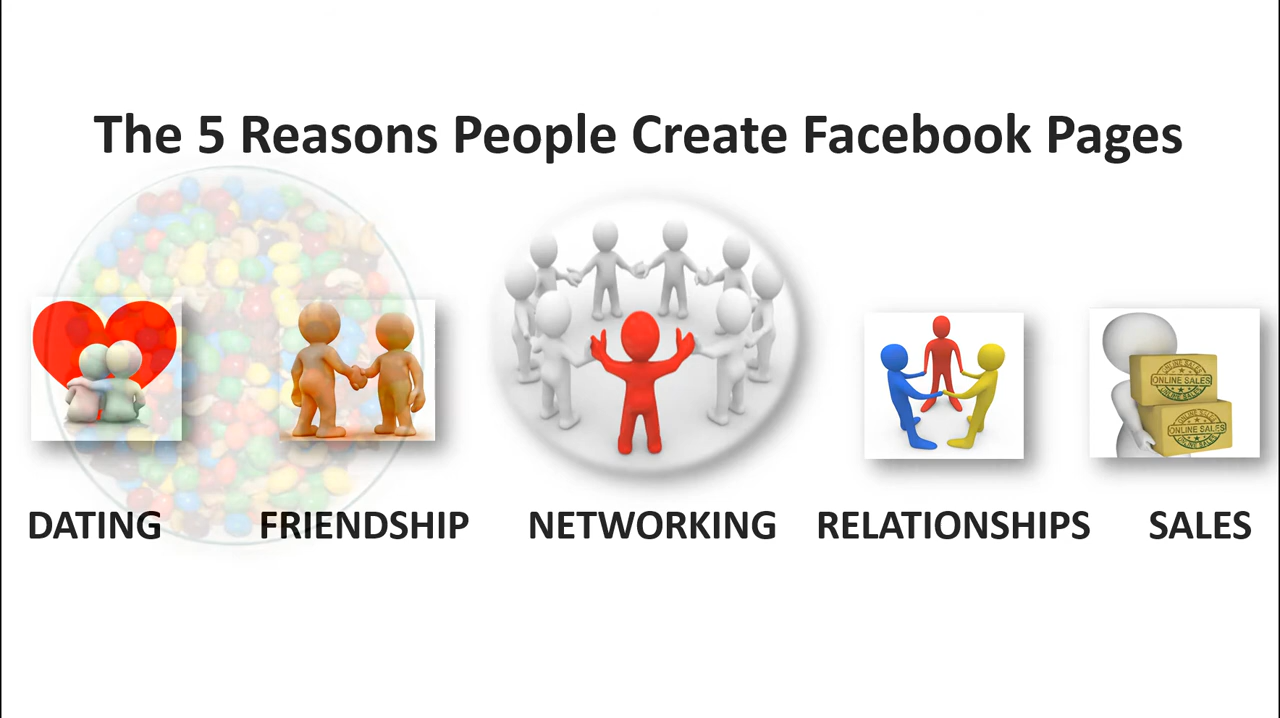 The 5 Reasons People Create Facebook Pages
ONLINE SALES
ONLINE SALES
DATING FRIENDSHIP NETWORKING RELATIONSHIPS SALES